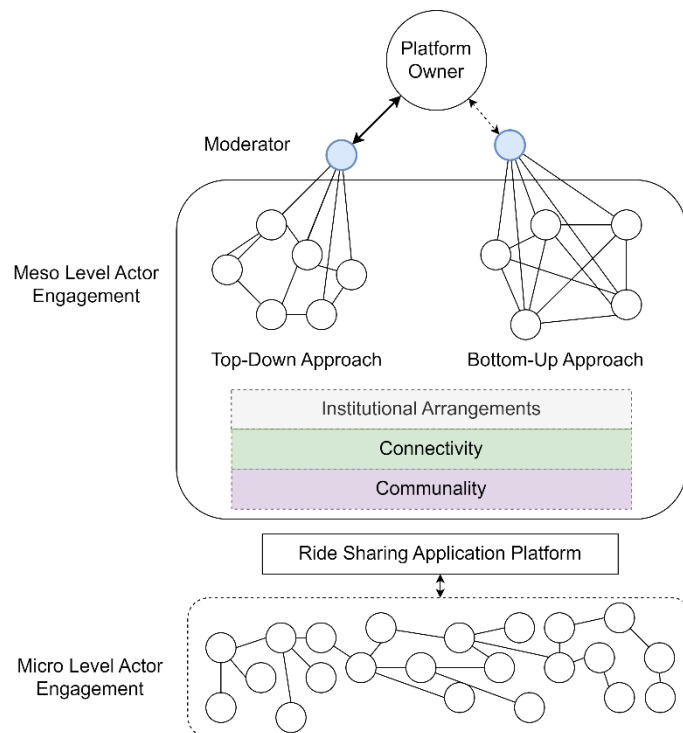 Platform
Owner
Moderator
Meso Level Actor
Engagement
Top-Down Approach
Bottom-Up Approach
Institutional Arrangements
Connectivity
Communality
Ride Sharing Application Platform
Micro Level Actor
Engagement